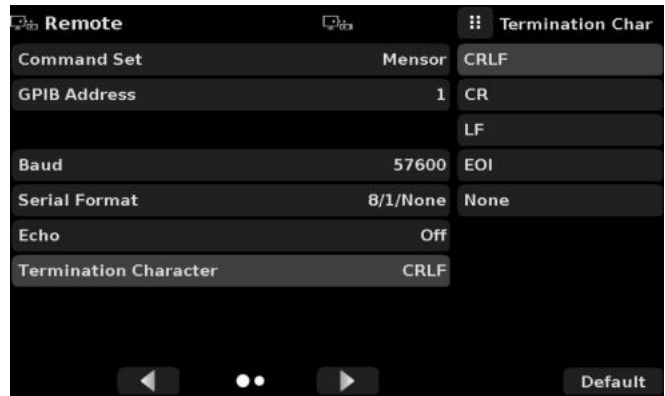 Remote
Termination Char
Command Set Mensor
CRLF
GPIB Address 1
CR
LF
Baud 57600
EOI
Serial Format 8/1/None
None
Echo Off
Termination Character CRLF
Default